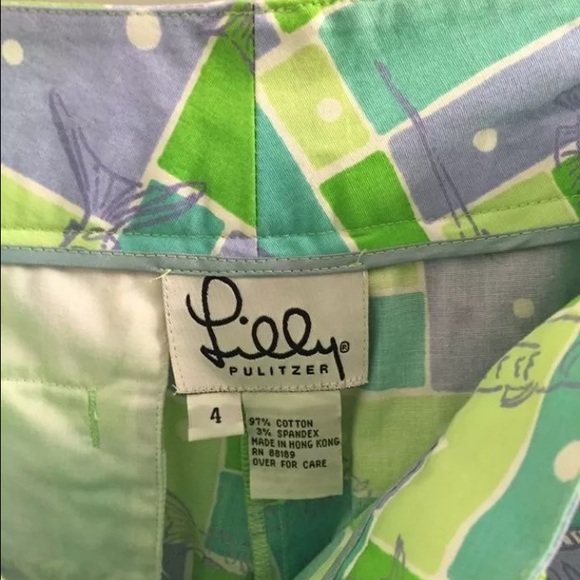 Lilly®
PULITZER
4
97% COTTON
3% SPANDEX
MADE IN HONG KONG
RN 88189
OVER FOR CARE